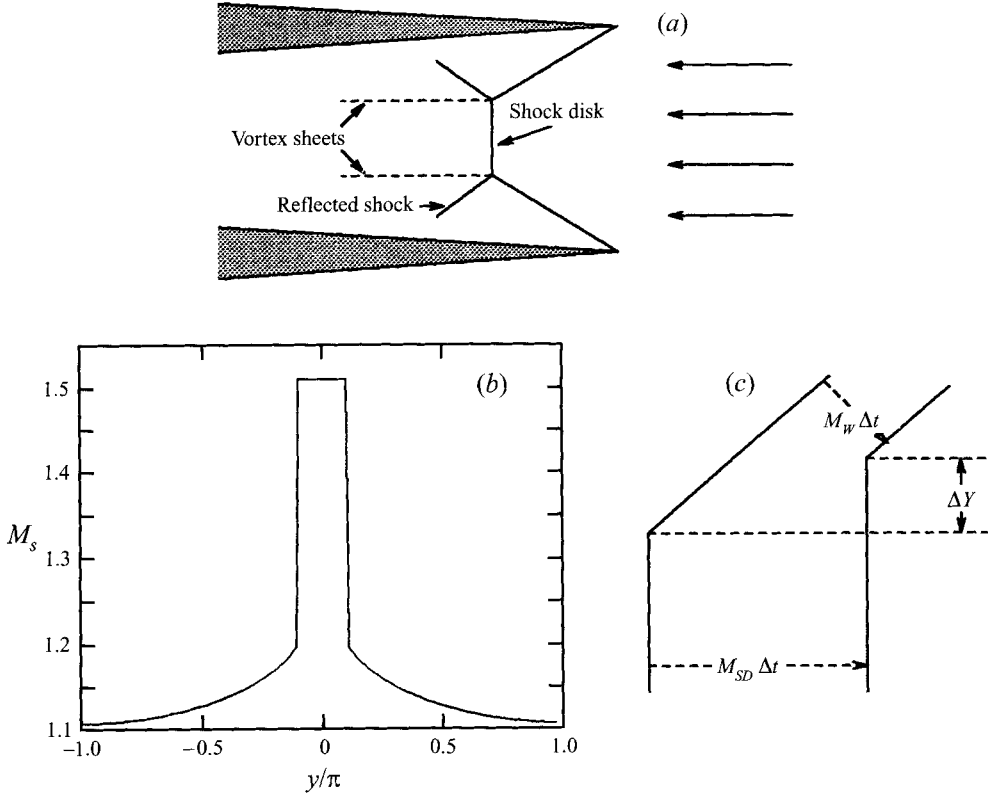 (a)
Shock disk
Vortex sheets
Reflected shock
(b)
1.5
1.4
M_s
1.3
1.2
1.1
−1.0
−0.5
0
0.5
1.0
y/π
(c)
M_W Δt
ΔY
M_SD Δt